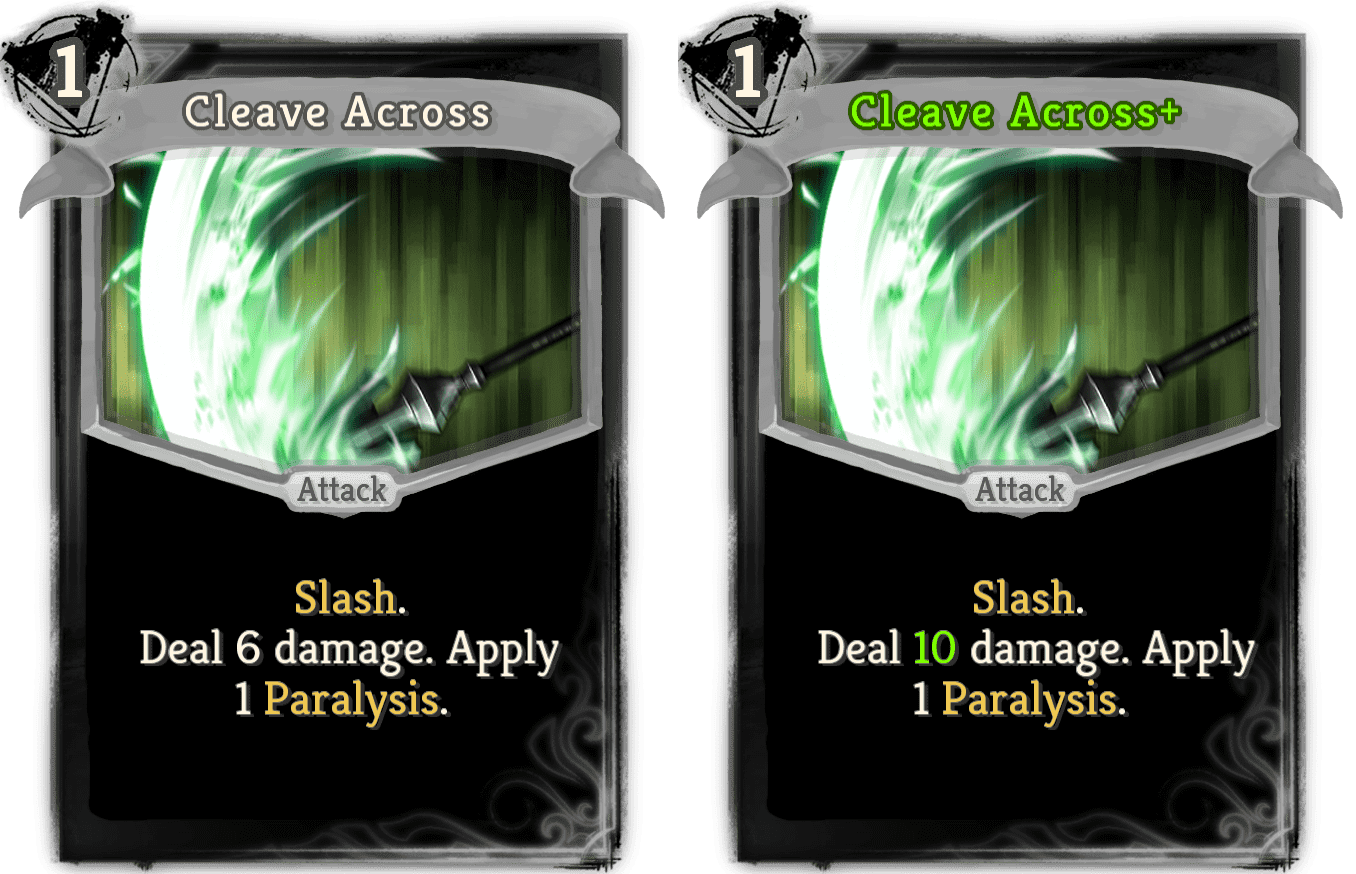 1
Cleave Across
Attack
Slash.
Deal 6 damage. Apply
1 Paralysis.
1
Cleave Across+
Attack
Slash.
Deal 10 damage. Apply
1 Paralysis.